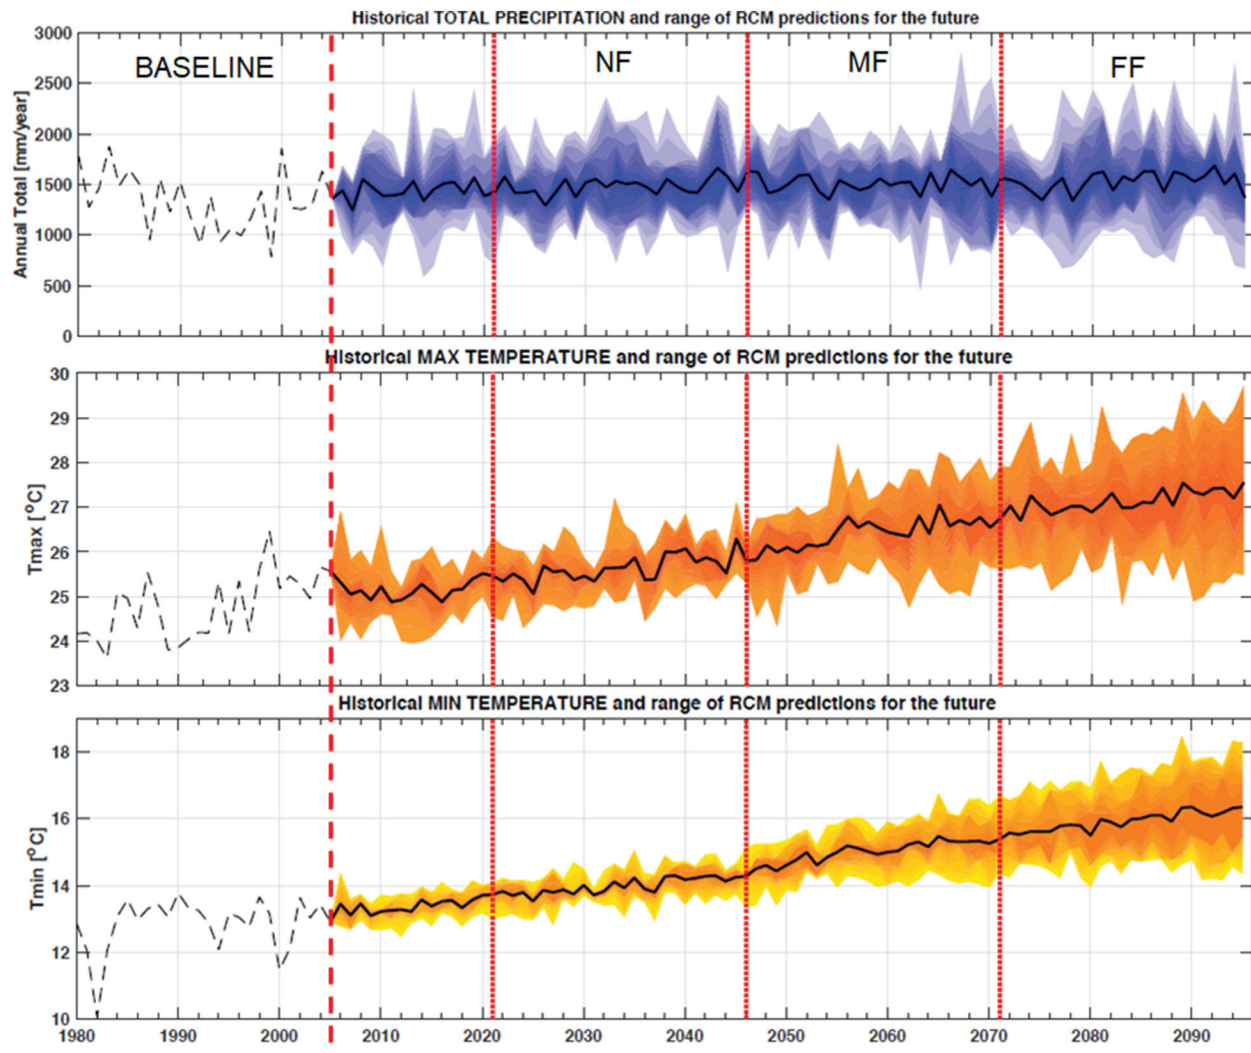 Historical TOTAL PRECIPITATION and range of RCM predictions for the future
3000
2500
2000
1500
1000
500
0
Annual Total [mm/year]
BASELINE
NF
MF
FF
Historical MAX TEMPERATURE and range of RCM predictions for the future
30
29
28
27
26
25
24
23
Tmax [°C]
Historical MIN TEMPERATURE and range of RCM predictions for the future
18
16
14
12
10
Tmin [°C]
1980 1990 2000 2010 2020 2030 2040 2050 2060 2070 2080 2090